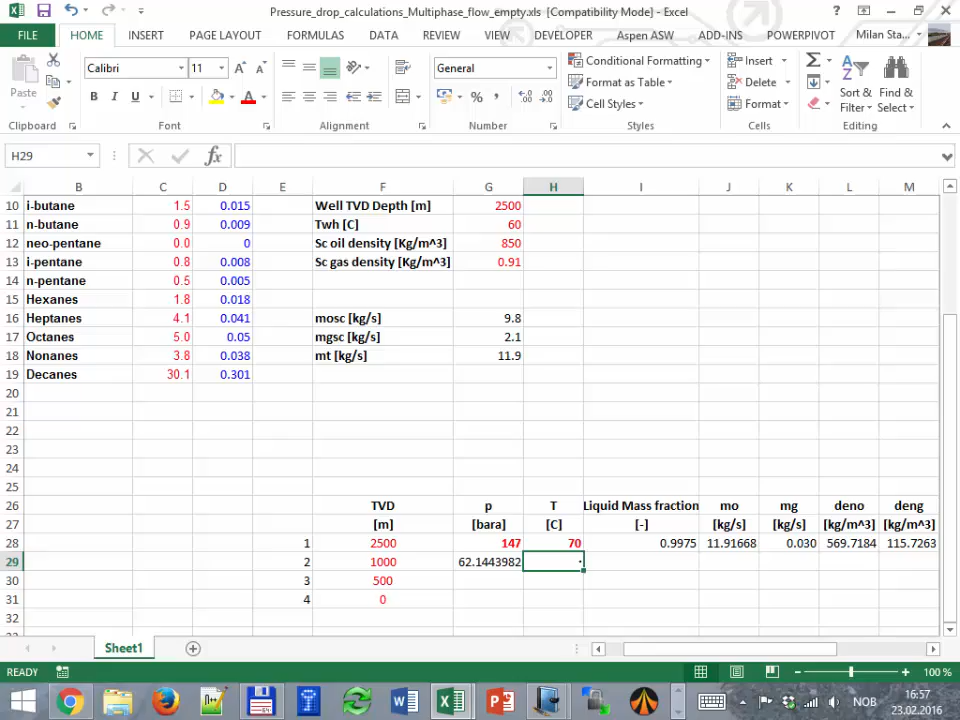 Pressure_drop_calculations_Multiphase_flow_empty.xls [Compatibility Mode] - Excel
FILE HOME INSERT PAGE LAYOUT FORMULAS DATA REVIEW VIEW DEVELOPER Aspen ASW ADD-INS POWERPIVOT Milan Sta...
Paste
Calibri 11
General
Conditional Formatting
Format as Table
Cell Styles
Insert
Delete
Format
Sort & Filter
Find & Select
Clipboard Font Alignment Number Styles Cells Editing
H29
B C D E F G H I J K L M
10 i-butane 1.5 0.015 Well TVD Depth [m] 2500
11 n-butane 0.9 0.009 Twh [C] 60
12 neo-pentane 0.0 0 Sc oil density [Kg/m^3] 850
13 i-pentane 0.8 0.008 Sc gas density [Kg/m^3] 0.91
14 n-pentane 0.5 0.005
15 Hexanes 1.8 0.018
16 Heptanes 4.1 0.041 mosc [kg/s] 9.8
17 Octanes 5.0 0.05 mgsc [kg/s] 2.1
18 Nonanes 3.8 0.038 mt [kg/s] 11.9
19 Decanes 30.1 0.301
20
21
22
23
24
25
26 TVD p T Liquid Mass fraction mo mg deno deng
27 [m] [bara] [C] [-] [kg/s] [kg/s] [kg/m^3] [kg/m^3]
28 1 2500 147 70 0.9975 11.91668 0.030 569.7184 115.7263
29 2 1000 62.1443982
30 3 500
31 4 0
32
Sheet1
READY 100 %
NOB
16:57
23.02.2016